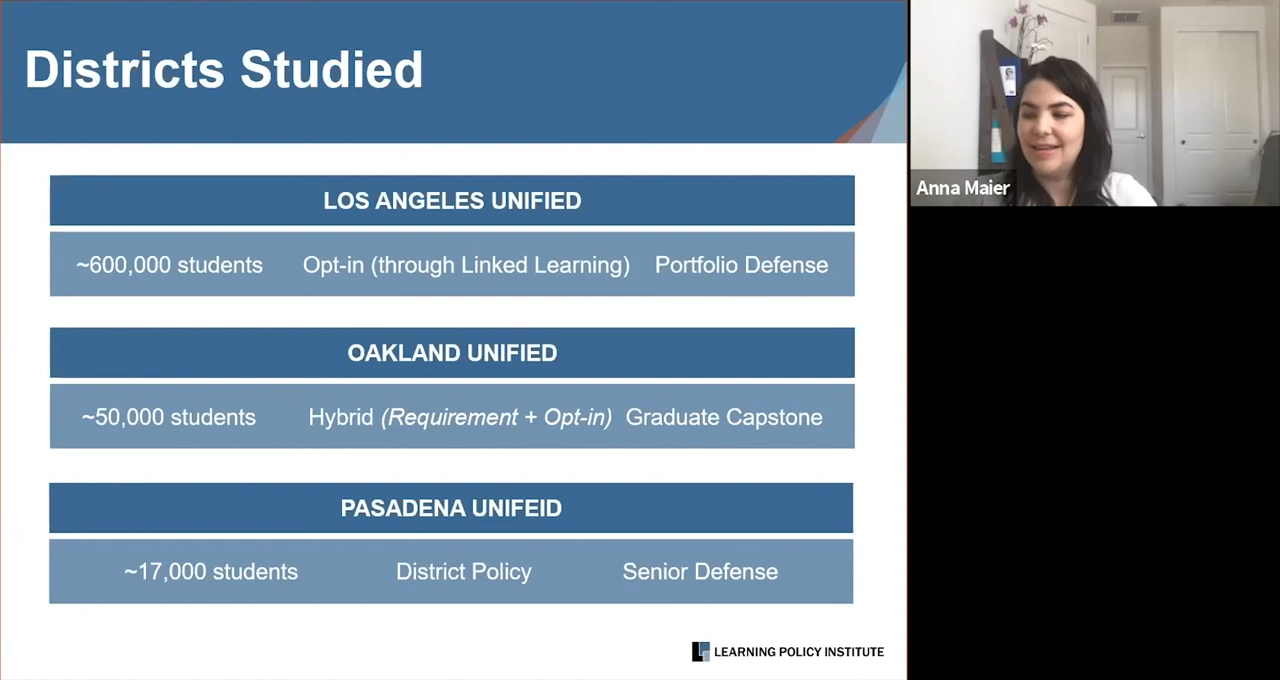 Districts Studied
LOS ANGELES UNIFIED
~600,000 students Opt-in (through Linked Learning) Portfolio Defense
OAKLAND UNIFIED
~50,000 students Hybrid (Requirement + Opt-in) Graduate Capstone
PASADENA UNIFEID
~17,000 students District Policy Senior Defense
LEARNING POLICY INSTITUTE
Anna Maier